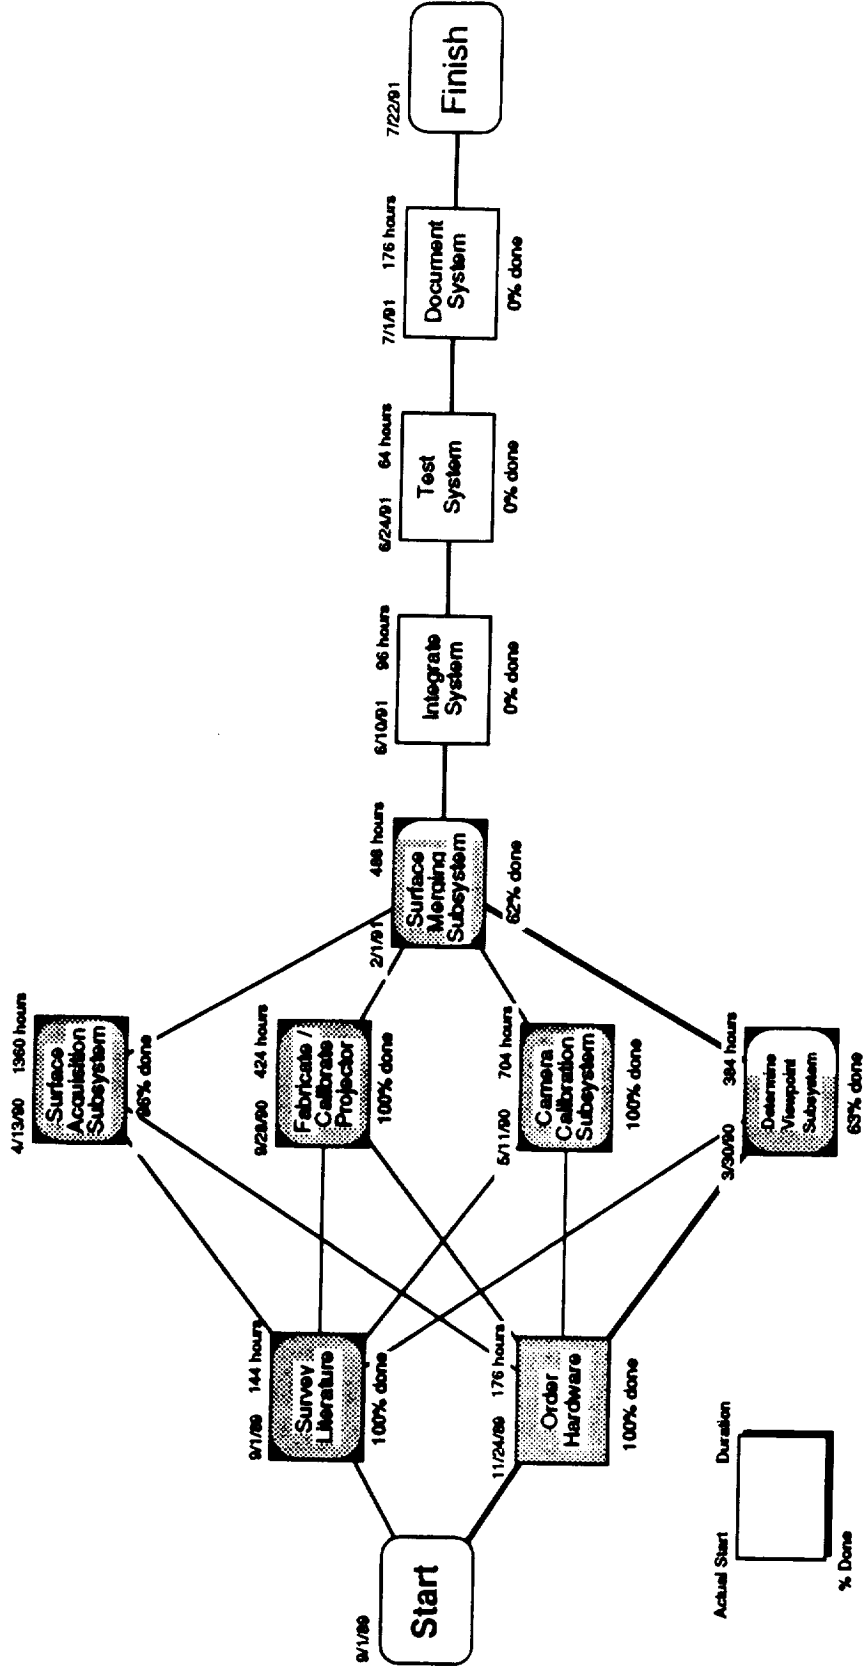 9/1/89
Start
9/1/89 144 hours
Survey
Literature
100% done
11/24/89 176 hours
Order
Hardware
100% done
4/13/90 1360 hours
Surface
Acquisition
Subsystem
96% done
9/28/90 424 hours
Fabricate /
Calibrate
Projector
100% done
5/11/90 704 hours
Camera
Calibration
Subsystem
100% done
3/30/90 384 hours
Determine
Viewpoint
Subsystem
63% done
2/1/91 488 hours
Surface
Merging
Subsystem
62% done
6/10/91 96 hours
Integrate
System
0% done
6/24/91 64 hours
Test
System
0% done
7/1/91 176 hours
Document
System
0% done
7/22/91
Finish
Actual Start Duration
% Done